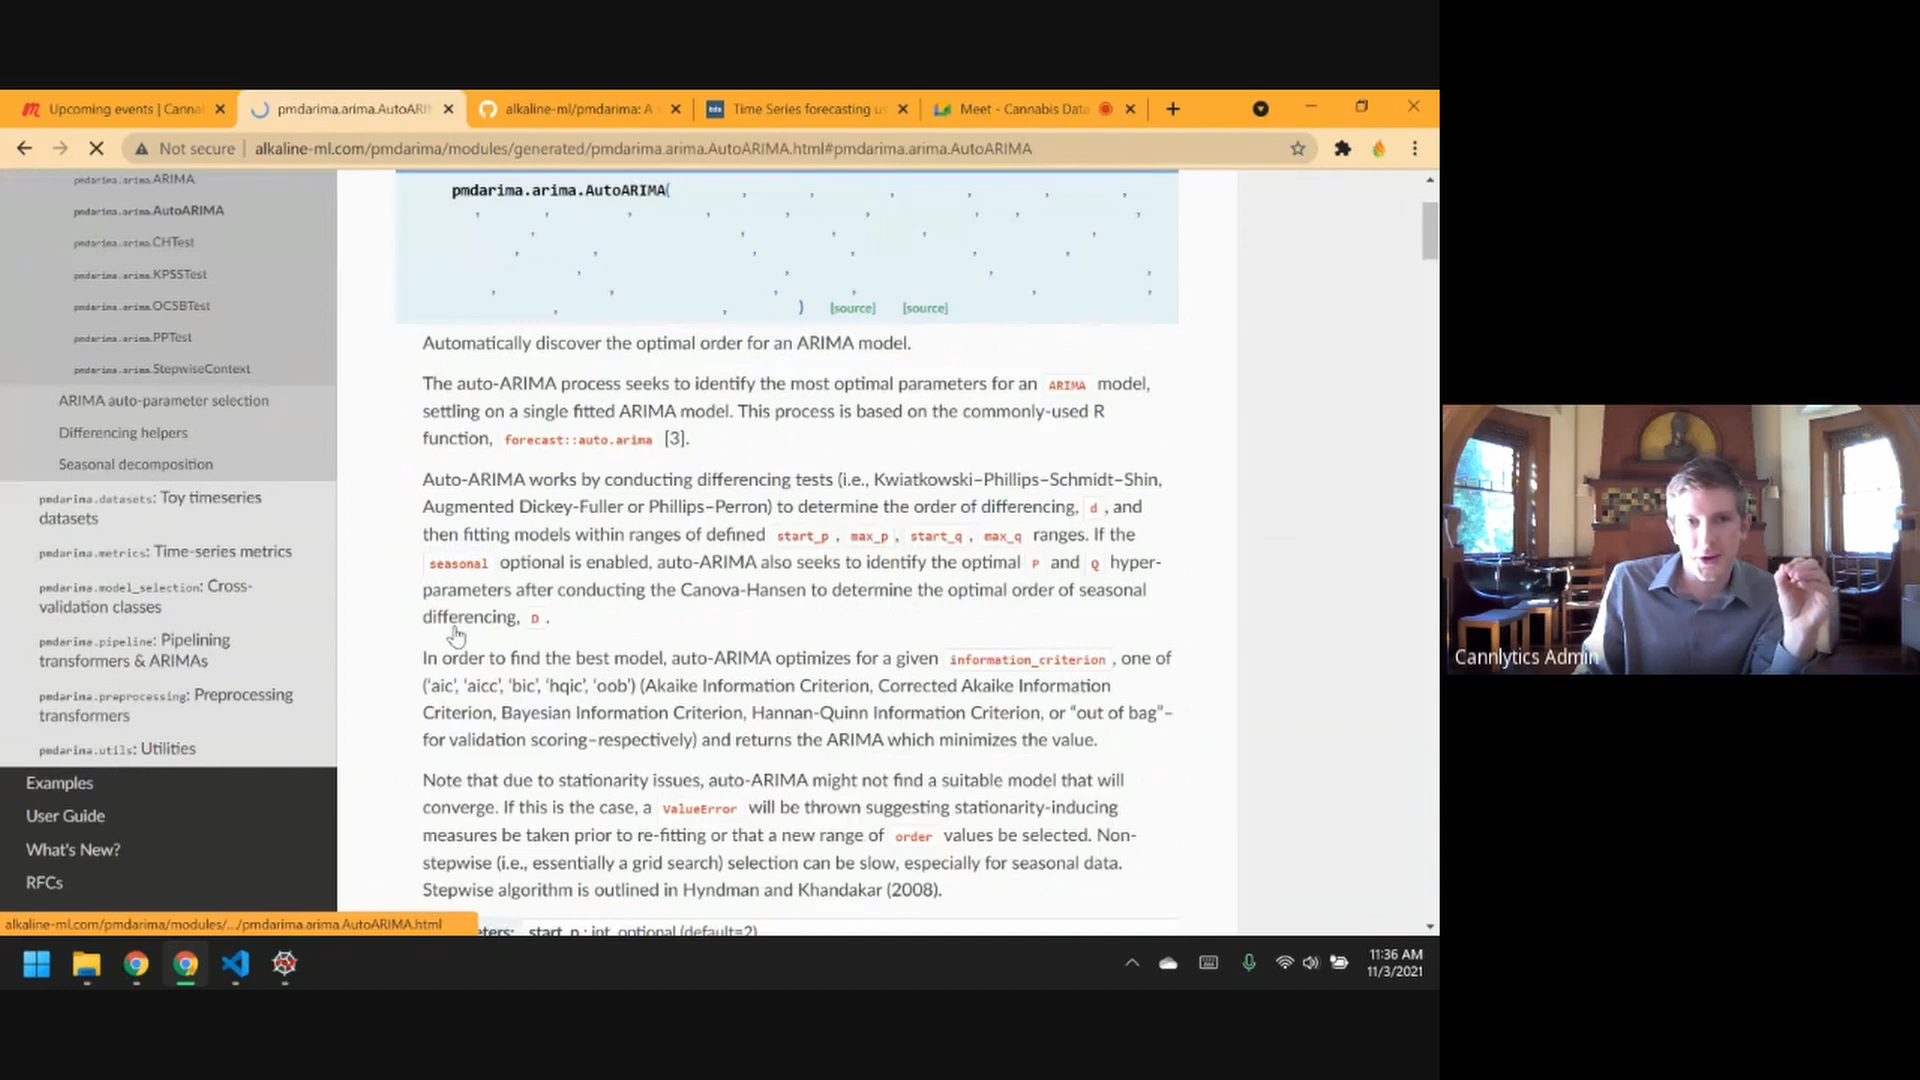 Upcoming events | Canna
pmdarima.arima.AutoARI
alkaline-ml/pmdarima: A
tds
Time Series forecasting u
Meet - Cannabis Data
Not secure
alkaline-ml.com/pmdarima/modules/generated/pmdarima.arima.AutoARIMA.html#pmdarima.arima.AutoARIMA
pmdarima.arima.ARIMA
pmdarima.arima.AutoARIMA
pmdarima.arima.CHTest
pmdarima.arima.KPSSTest
pmdarima.arima.OCSBTest
pmdarima.arima.PPTest
pmdarima.arima.StepwiseContext
ARIMA auto-parameter selection
Differencing helpers
Seasonal decomposition
pmdarima.datasets: Toy timeseries
datasets
pmdarima.metrics: Time-series metrics
pmdarima.model_selection: Cross-
validation classes
pmdarima.pipeline: Pipelining
transformers & ARIMAs
pmdarima.preprocessing: Preprocessing
transformers
pmdarima.utils: Utilities
Examples
User Guide
What's New?
RFCs
alkaline-ml.com/pmdarima/modules/.../pmdarima.arima.AutoARIMA.html
pmdarima.arima.AutoARIMA(
) [source] [source]
Automatically discover the optimal order for an ARIMA model.
The auto-ARIMA process seeks to identify the most optimal parameters for an ARIMA model,
settling on a single fitted ARIMA model. This process is based on the commonly-used R
function, forecast::auto.arima [3].
Auto-ARIMA works by conducting differencing tests (i.e., Kwiatkowski–Phillips–Schmidt–Shin,
Augmented Dickey-Fuller or Phillips–Perron) to determine the order of differencing, d, and
then fitting models within ranges of defined start_p, max_p, start_q, max_q ranges. If the
seasonal optional is enabled, auto-ARIMA also seeks to identify the optimal P and Q hyper-
parameters after conducting the Canova-Hansen to determine the optimal order of seasonal
differencing, D.
In order to find the best model, auto-ARIMA optimizes for a given information_criterion, one of
('aic', 'aicc', 'bic', 'hqic', 'oob') (Akaike Information Criterion, Corrected Akaike Information
Criterion, Bayesian Information Criterion, Hannan-Quinn Information Criterion, or "out of bag"–
for validation scoring–respectively) and returns the ARIMA which minimizes the value.
Note that due to stationarity issues, auto-ARIMA might not find a suitable model that will
converge. If this is the case, a ValueError will be thrown suggesting stationarity-inducing
measures be taken prior to re-fitting or that a new range of order values be selected. Non-
stepwise (i.e., essentially a grid search) selection can be slow, especially for seasonal data.
Stepwise algorithm is outlined in Hyndman and Khandakar (2008).
eters: start_p : int, optional (default=2)
11:36 AM
11/3/2021
Cannlytics Admin